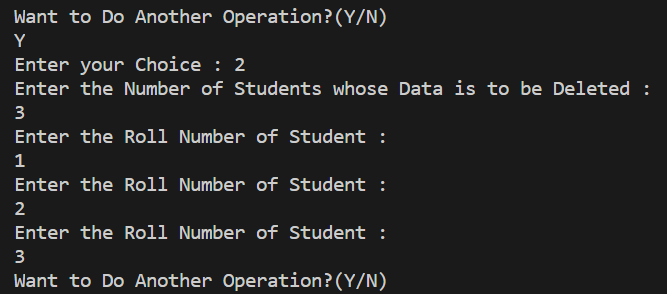 Want to Do Another Operation?(Y/N)
Y
Enter your Choice : 2
Enter the Number of Students whose Data is to be Deleted :
3
Enter the Roll Number of Student :
1
Enter the Roll Number of Student :
2
Enter the Roll Number of Student :
3
Want to Do Another Operation?(Y/N)